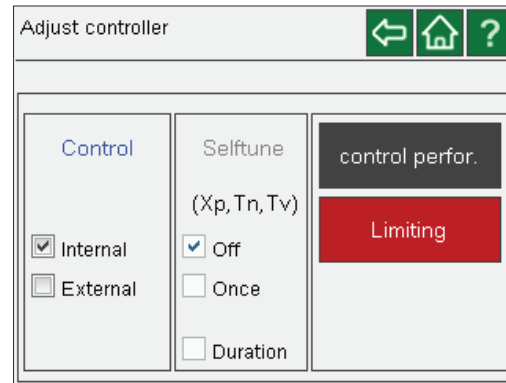 Adjust controller
?
Control
Internal
External
Selftune
(Xp,Tn,Tv)
Off
Once
Duration
control perfor.
Limiting